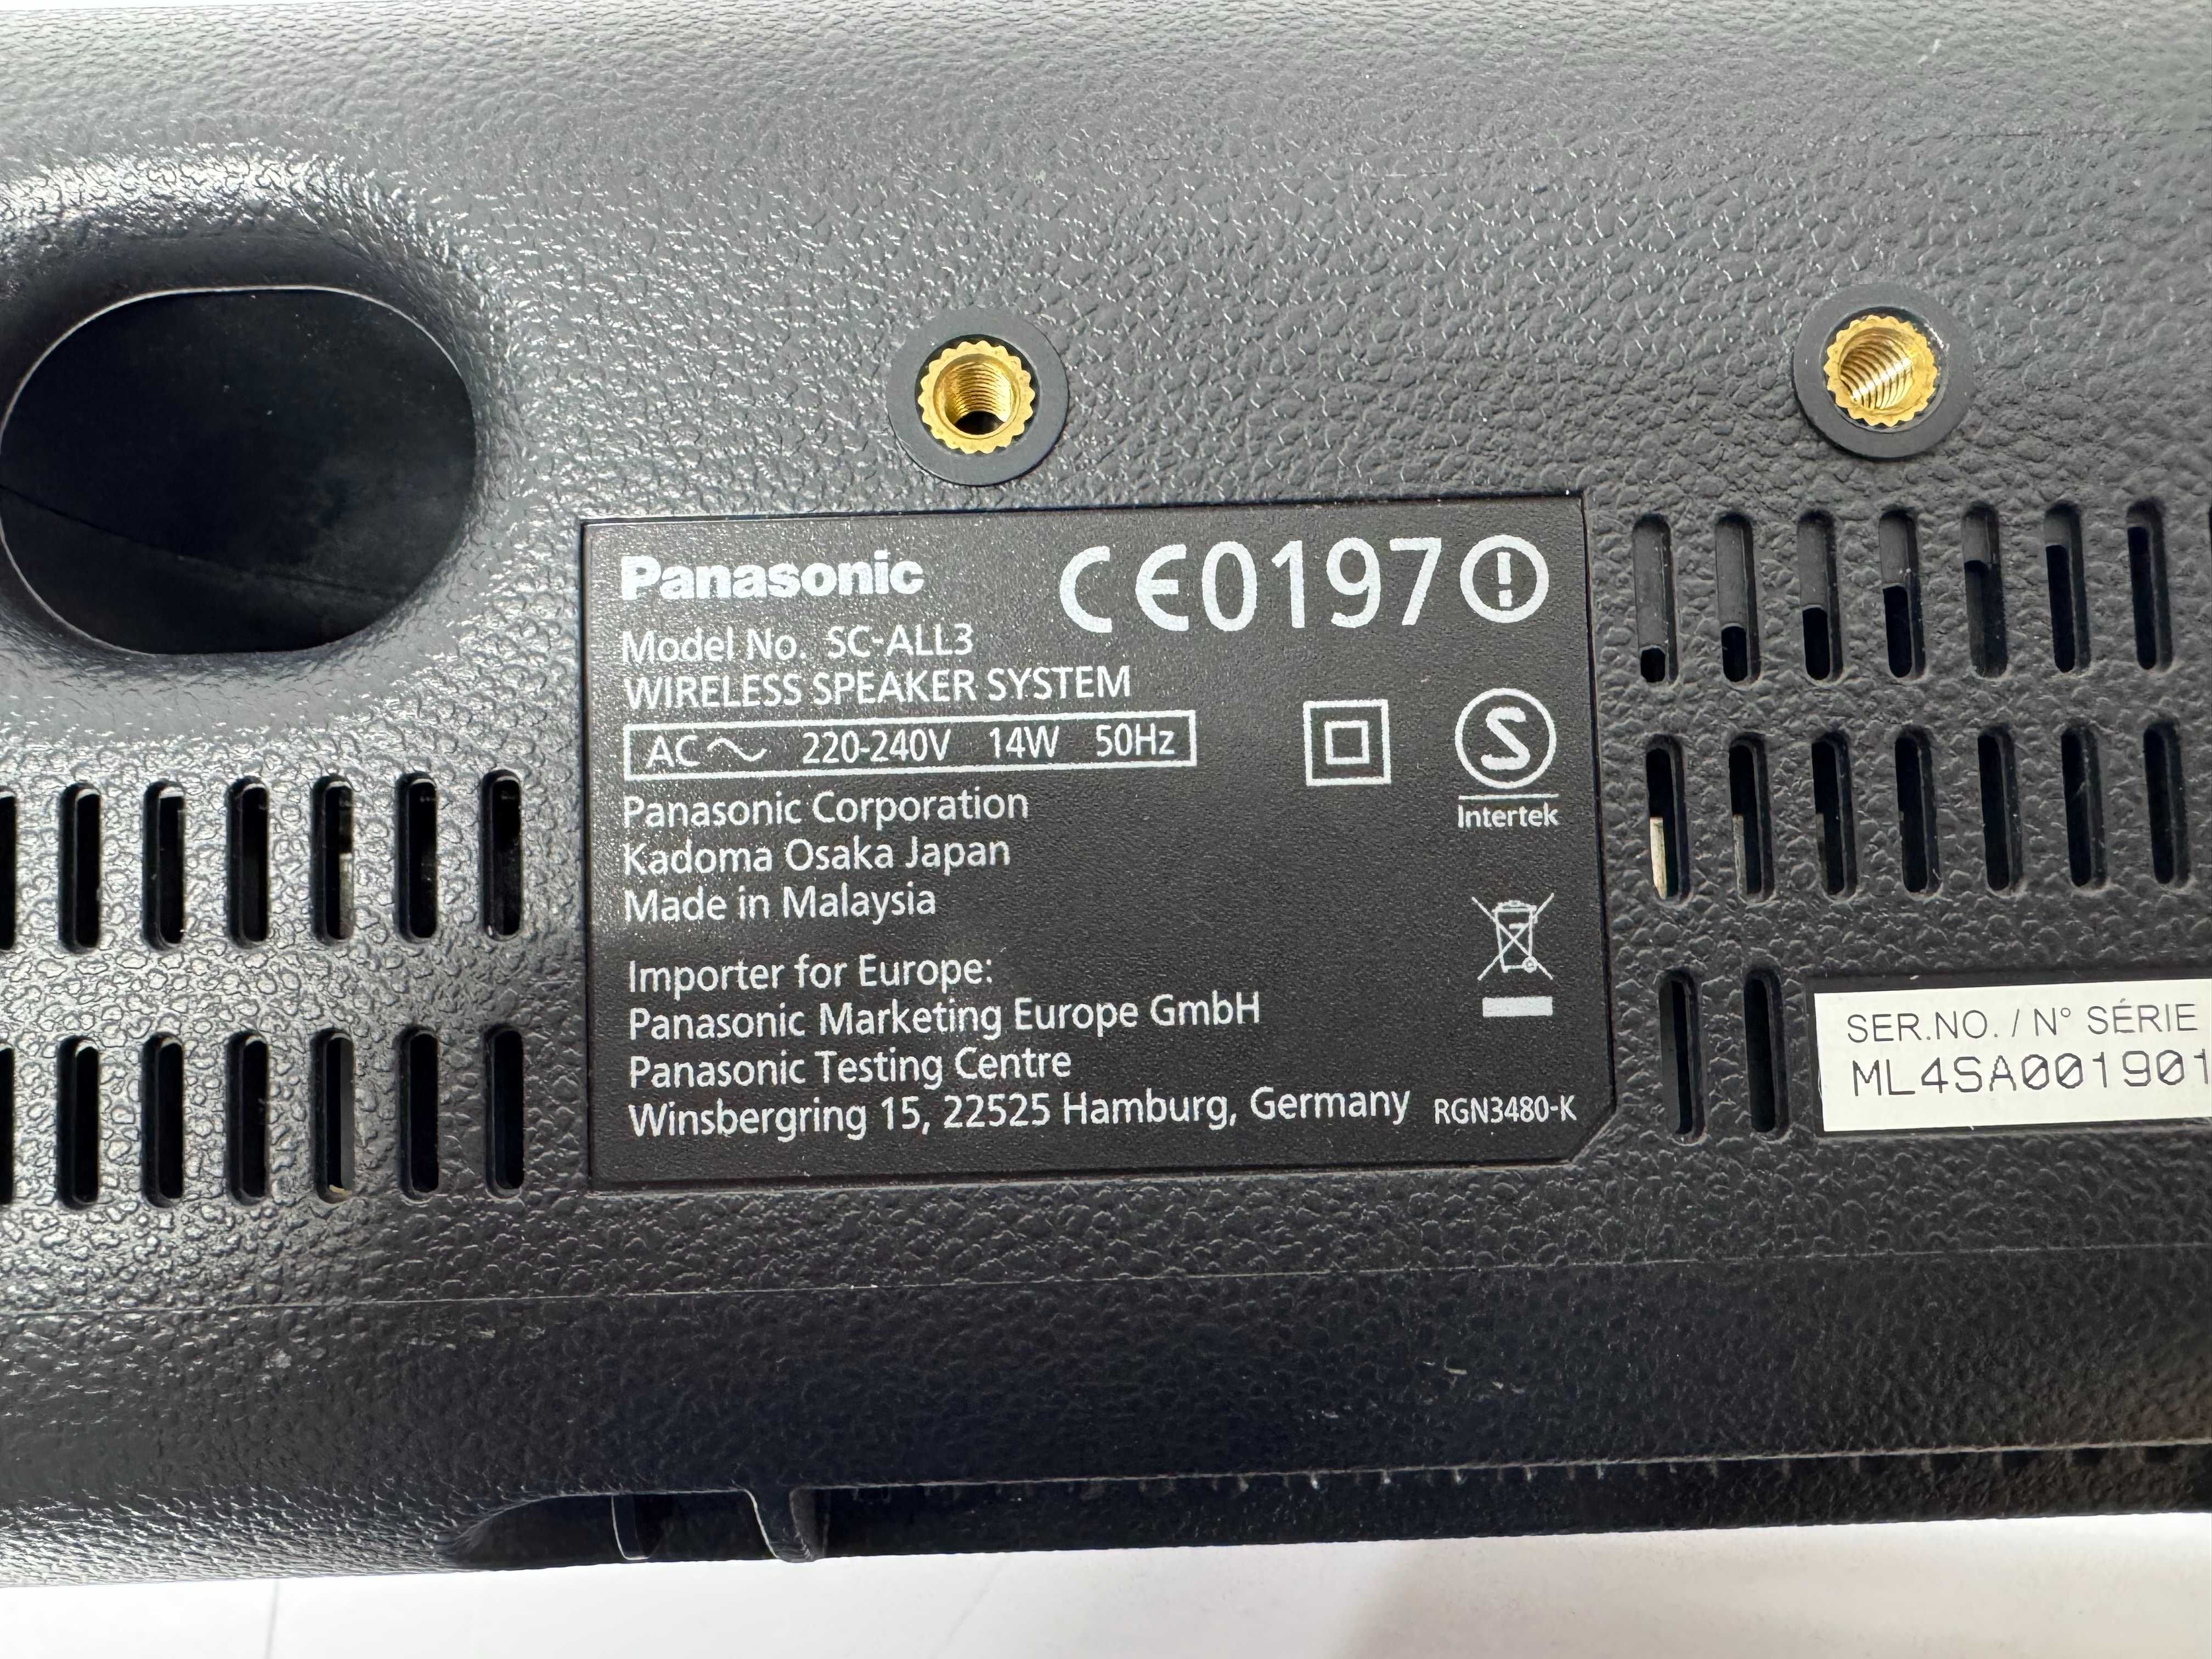 Panasonic
CE0197
Model No. SC-ALL3
WIRELESS SPEAKER SYSTEM
AC 220-240V 14W 50Hz
S
Intertek
Panasonic Corporation
Kadoma Osaka Japan
Made in Malaysia
Importer for Europe:
Panasonic Marketing Europe GmbH
Panasonic Testing Centre
Winsbergring 15, 22525 Hamburg, Germany RGN3480-K
SER.NO. / N° SÉRIE
ML4SA001901